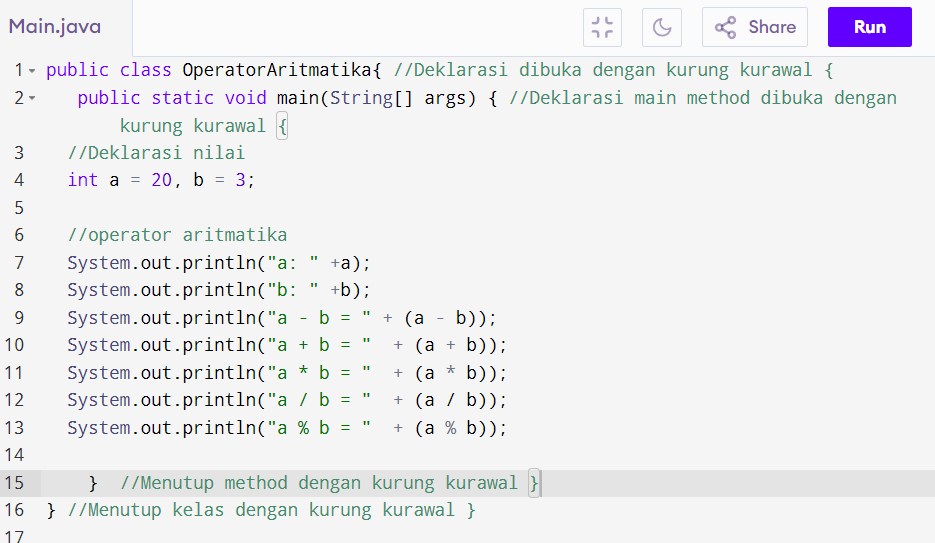 Main.java
Share
Run
1 public class OperatorAritmatika{ //Deklarasi dibuka dengan kurung kurawal {
2 public static void main(String[] args) { //Deklarasi main method dibuka dengan
kurung kurawal {
3 //Deklarasi nilai
4 int a = 20, b = 3;
5
6 //operator aritmatika
7 System.out.println("a: " +a);
8 System.out.println("b: " +b);
9 System.out.println("a - b = " + (a - b));
10 System.out.println("a + b = "  + (a + b));
11 System.out.println("a * b = "  + (a * b));
12 System.out.println("a / b = "  + (a / b));
13 System.out.println("a % b = "  + (a % b));
14
15 }  //Menutup method dengan kurung kurawal }
16 } //Menutup kelas dengan kurung kurawal }
17